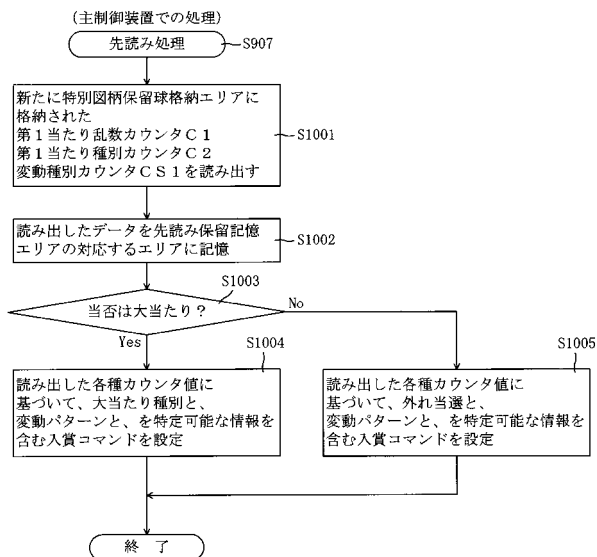 (主制御装置での処理)
先読み処理
S907
新たに特別図柄保留球格納エリアに
格納された
第1当たり乱数カウンタC1
第1当たり種別カウンタC2
変動種別カウンタCS1を読み出す
S1001
読み出したデータを先読み保留記憶
エリアの対応するエリアに記憶
S1002
S1003
当否は大当たり?
No
Yes
S1004
読み出した各種カウンタ値に
基づいて、大当たり種別と、
変動パターンと、を特定可能な情報を
含む入賞コマンドを設定
S1005
読み出した各種カウンタ値に
基づいて、外れ当選と、
変動パターンと、を特定可能な情報を
含む入賞コマンドを設定
終 了